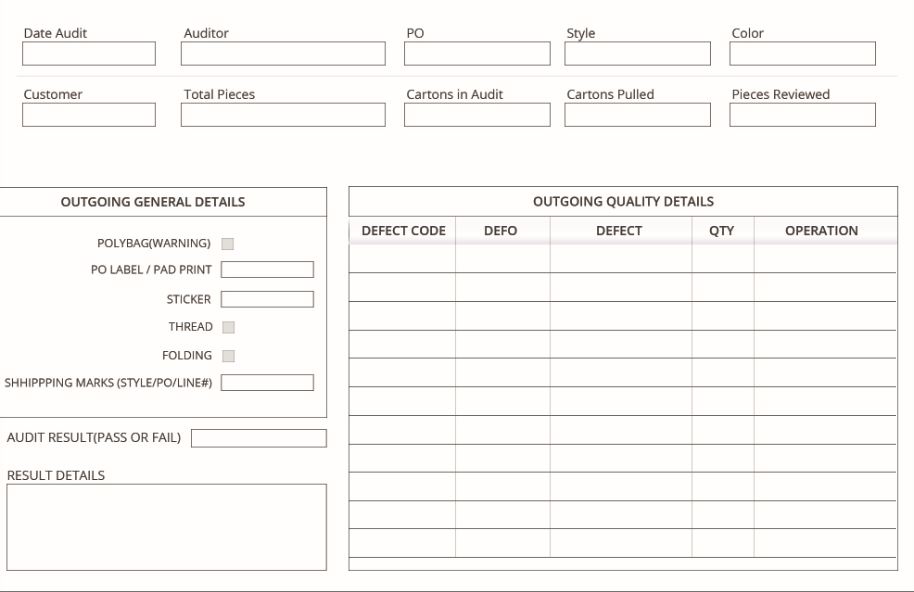 Date Audit Auditor PO Style Color
Customer Total Pieces Cartons in Audit Cartons Pulled Pieces Reviewed
OUTGOING GENERAL DETAILS
POLYBAG(WARNING)
PO LABEL / PAD PRINT
STICKER
THREAD
FOLDING
SHHIPPPING MARKS (STYLE/PO/LINE#)
AUDIT RESULT(PASS OR FAIL)
RESULT DETAILS
OUTGOING QUALITY DETAILS
DEFECT CODE DEFO DEFECT QTY OPERATION